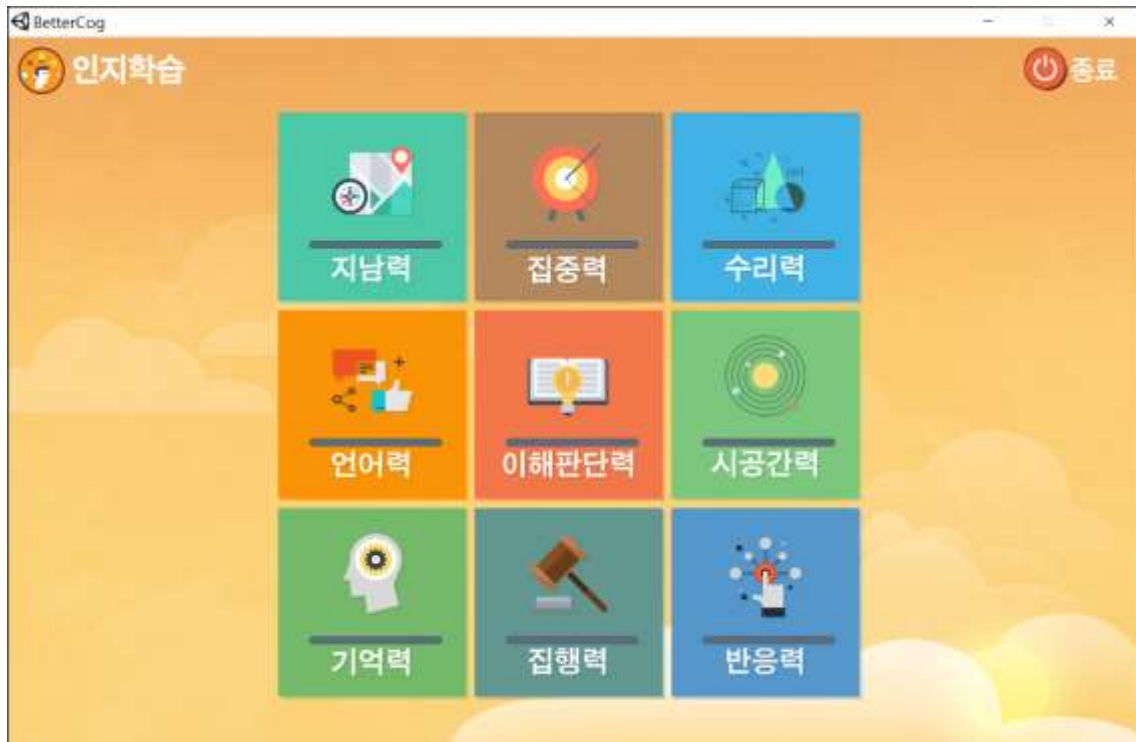 BetterCog
인지학습
종료
지남력
집중력
수리력
언어력
이해판단력
시공간력
기억력
집행력
반응력